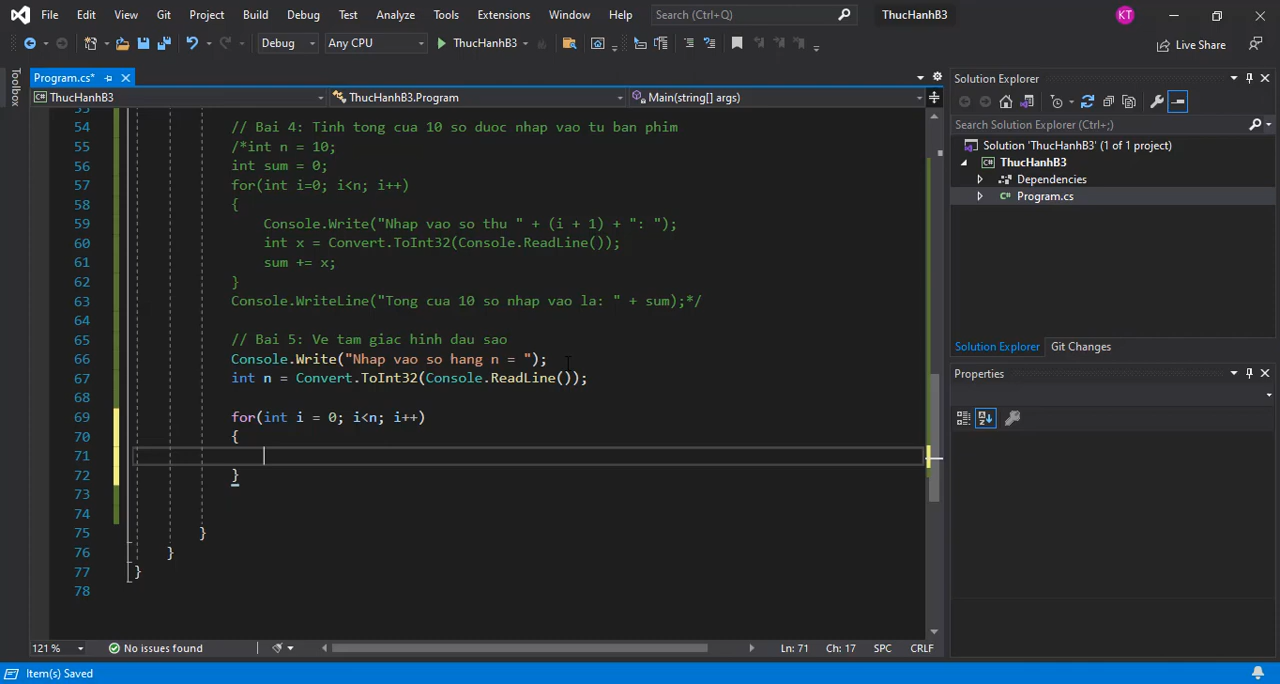 File Edit View Git Project Build Debug Test Analyze Tools Extensions Window Help Search (Ctrl+Q) ThucHanhB3 KT
Debug Any CPU ThucHanhB3 Live Share
Toolbox
Program.cs*
ThucHanhB3 ThucHanhB3.Program Main(string[] args)
54 // Bai 4: Tinh tong cua 10 so duoc nhap vao tu ban phim
55 /*int n = 10;
56 int sum = 0;
57 for(int i=0; i<n; i++)
58 {
59 Console.Write("Nhap vao so thu " + (i + 1) + ": ");
60 int x = Convert.ToInt32(Console.ReadLine());
61 sum += x;
62 }
63 Console.WriteLine("Tong cua 10 so nhap vao la: " + sum);*/
64
65 // Bai 5: Ve tam giac hinh dau sao
66 Console.Write("Nhap vao so hang n = ");
67 int n = Convert.ToInt32(Console.ReadLine());
68
69 for(int i = 0; i<n; i++)
70 {
71
72 }
73
74
75 }
76 }
77 }
78
121 % No issues found Ln: 71 Ch: 17 SPC CRLF
Solution Explorer
Search Solution Explorer (Ctrl+;)
Solution 'ThucHanhB3' (1 of 1 project)
ThucHanhB3
Dependencies
C# Program.cs
Solution Explorer Git Changes
Properties
Item(s) Saved